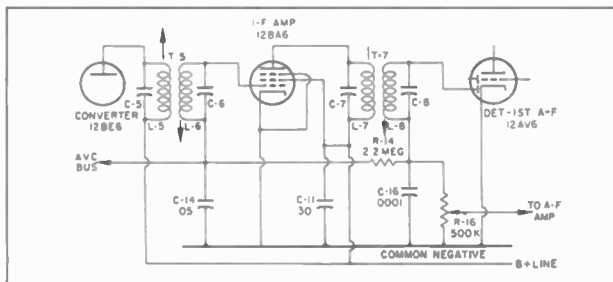 I-F AMP
12BA6
T-5
T-7
C-5
C-6
C-7
C-8
CONVERTER
12BE6
L-5
L-6
L-7
L-8
DET-1ST A-F
12AV6
R-14
2.2 MEG
AVC
BUS
C-14
05
C-11
30
C-16
0001
R-16
500K
TO A-F
AMP
COMMON NEGATIVE
B+ LINE